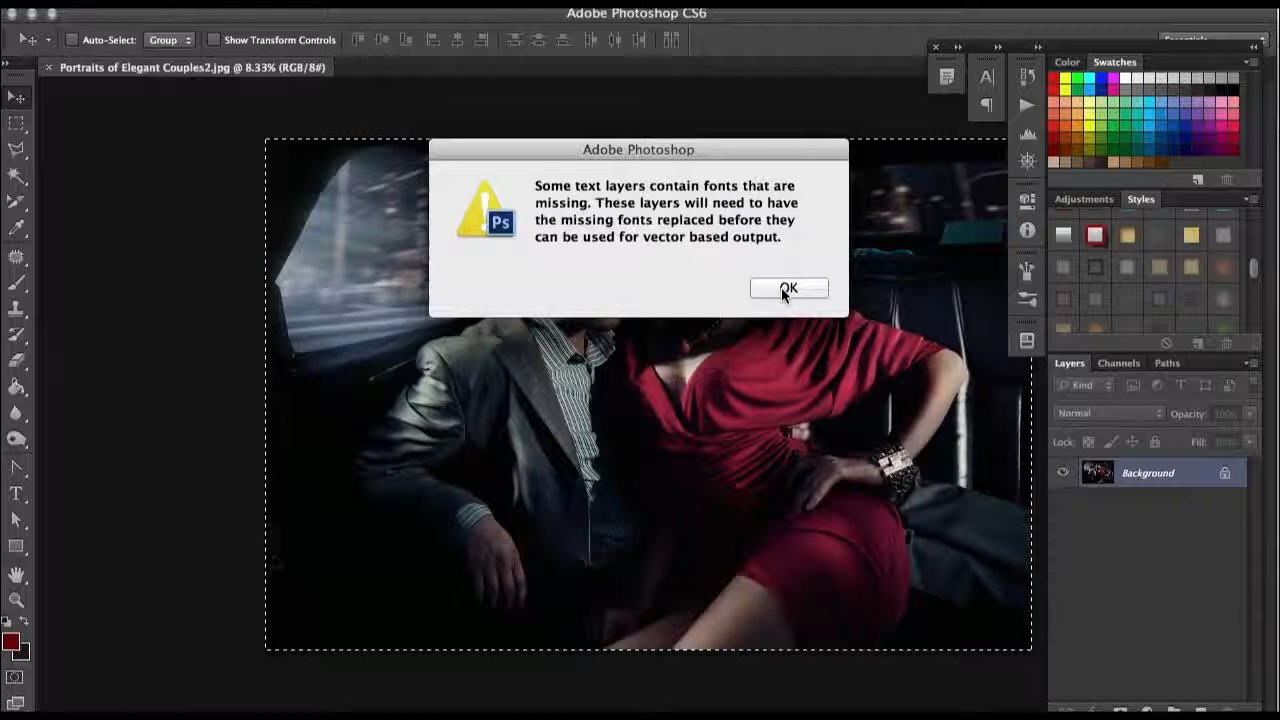 Adobe Photoshop CS6
Auto-Select:
Group
Show Transform Controls
Essentials
Portraits of Elegant Couples2.jpg @ 8.33% (RGB/8#)
Color
Swatches
Adobe Photoshop
Some text layers contain fonts that are
missing. These layers will need to have
the missing fonts replaced before they
can be used for vector based output.
Ps
OK
Adjustments
Styles
Layers
Channels
Paths
Kind
Normal
Opacity:
Lock:
Fill:
Background